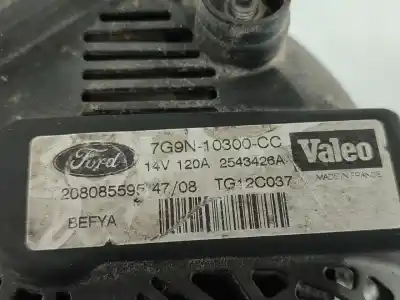 Ford
7G9N-10300-CC
14V 120A 2543426A
Valeo
MADE IN FRANCE
208085595 47/08 TG12C037
BEFYA